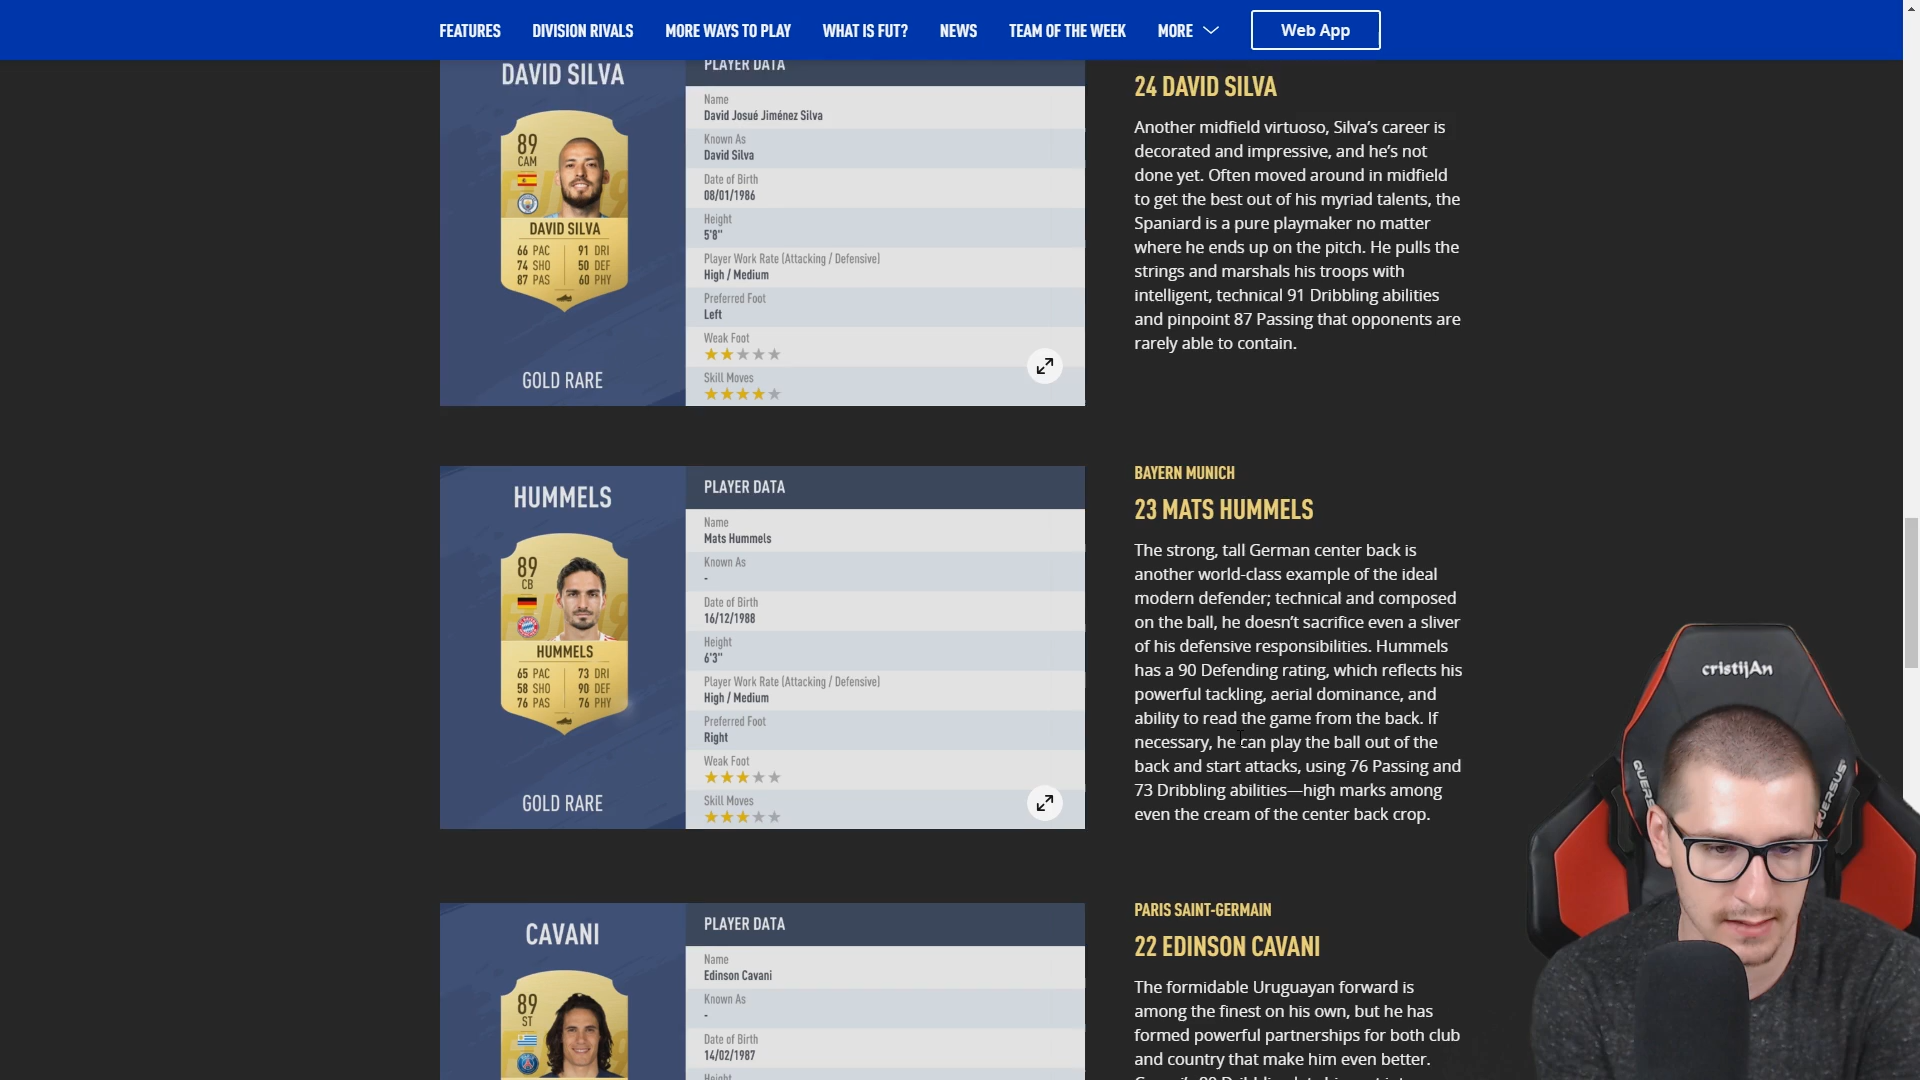 FEATURES DIVISION RIVALS MORE WAYS TO PLAY WHAT IS FUT? NEWS TEAM OF THE WEEK MORE Web App
DAVID SILVA
89
CAM
DAVID SILVA
66 PAC 91 DRI
74 SHO 50 DEF
87 PAS 60 PHY
GOLD RARE
PLAYER DATA
Name
David Josué Jiménez Silva
Known As
David Silva
Date of Birth
08/01/1986
Height
5'8"
Player Work Rate (Attacking / Defensive)
High / Medium
Preferred Foot
Left
Weak Foot
Skill Moves
24 DAVID SILVA
Another midfield virtuoso, Silva’s career is
decorated and impressive, and he’s not
done yet. Often moved around in midfield
to get the best out of his myriad talents, the
Spaniard is a pure playmaker no matter
where he ends up on the pitch. He pulls the
strings and marshals his troops with
intelligent, technical 91 Dribbling abilities
and pinpoint 87 Passing that opponents are
rarely able to contain.
HUMMELS
89
CB
HUMMELS
65 PAC 73 DRI
58 SHO 90 DEF
76 PAS 76 PHY
GOLD RARE
PLAYER DATA
Name
Mats Hummels
Known As
-
Date of Birth
16/12/1988
Height
6'3"
Player Work Rate (Attacking / Defensive)
High / Medium
Preferred Foot
Right
Weak Foot
Skill Moves
BAYERN MUNICH
23 MATS HUMMELS
The strong, tall German center back is
another world-class example of the ideal
modern defender; technical and composed
on the ball, he doesn’t sacrifice even a sliver
of his defensive responsibilities. Hummels
has a 90 Defending rating, which reflects his
powerful tackling, aerial dominance, and
ability to read the game from the back. If
necessary, he can play the ball out of the
back and start attacks, using 76 Passing and
73 Dribbling abilities—high marks among
even the cream of the center back crop.
CAVANI
89
ST
PLAYER DATA
Name
Edinson Cavani
Known As
-
Date of Birth
14/02/1987
Height
PARIS SAINT-GERMAIN
22 EDINSON CAVANI
The formidable Uruguayan forward is
among the finest on his own, but he has
formed powerful partnerships for both club
and country that make him even better.
cristijAn
QUERSUS